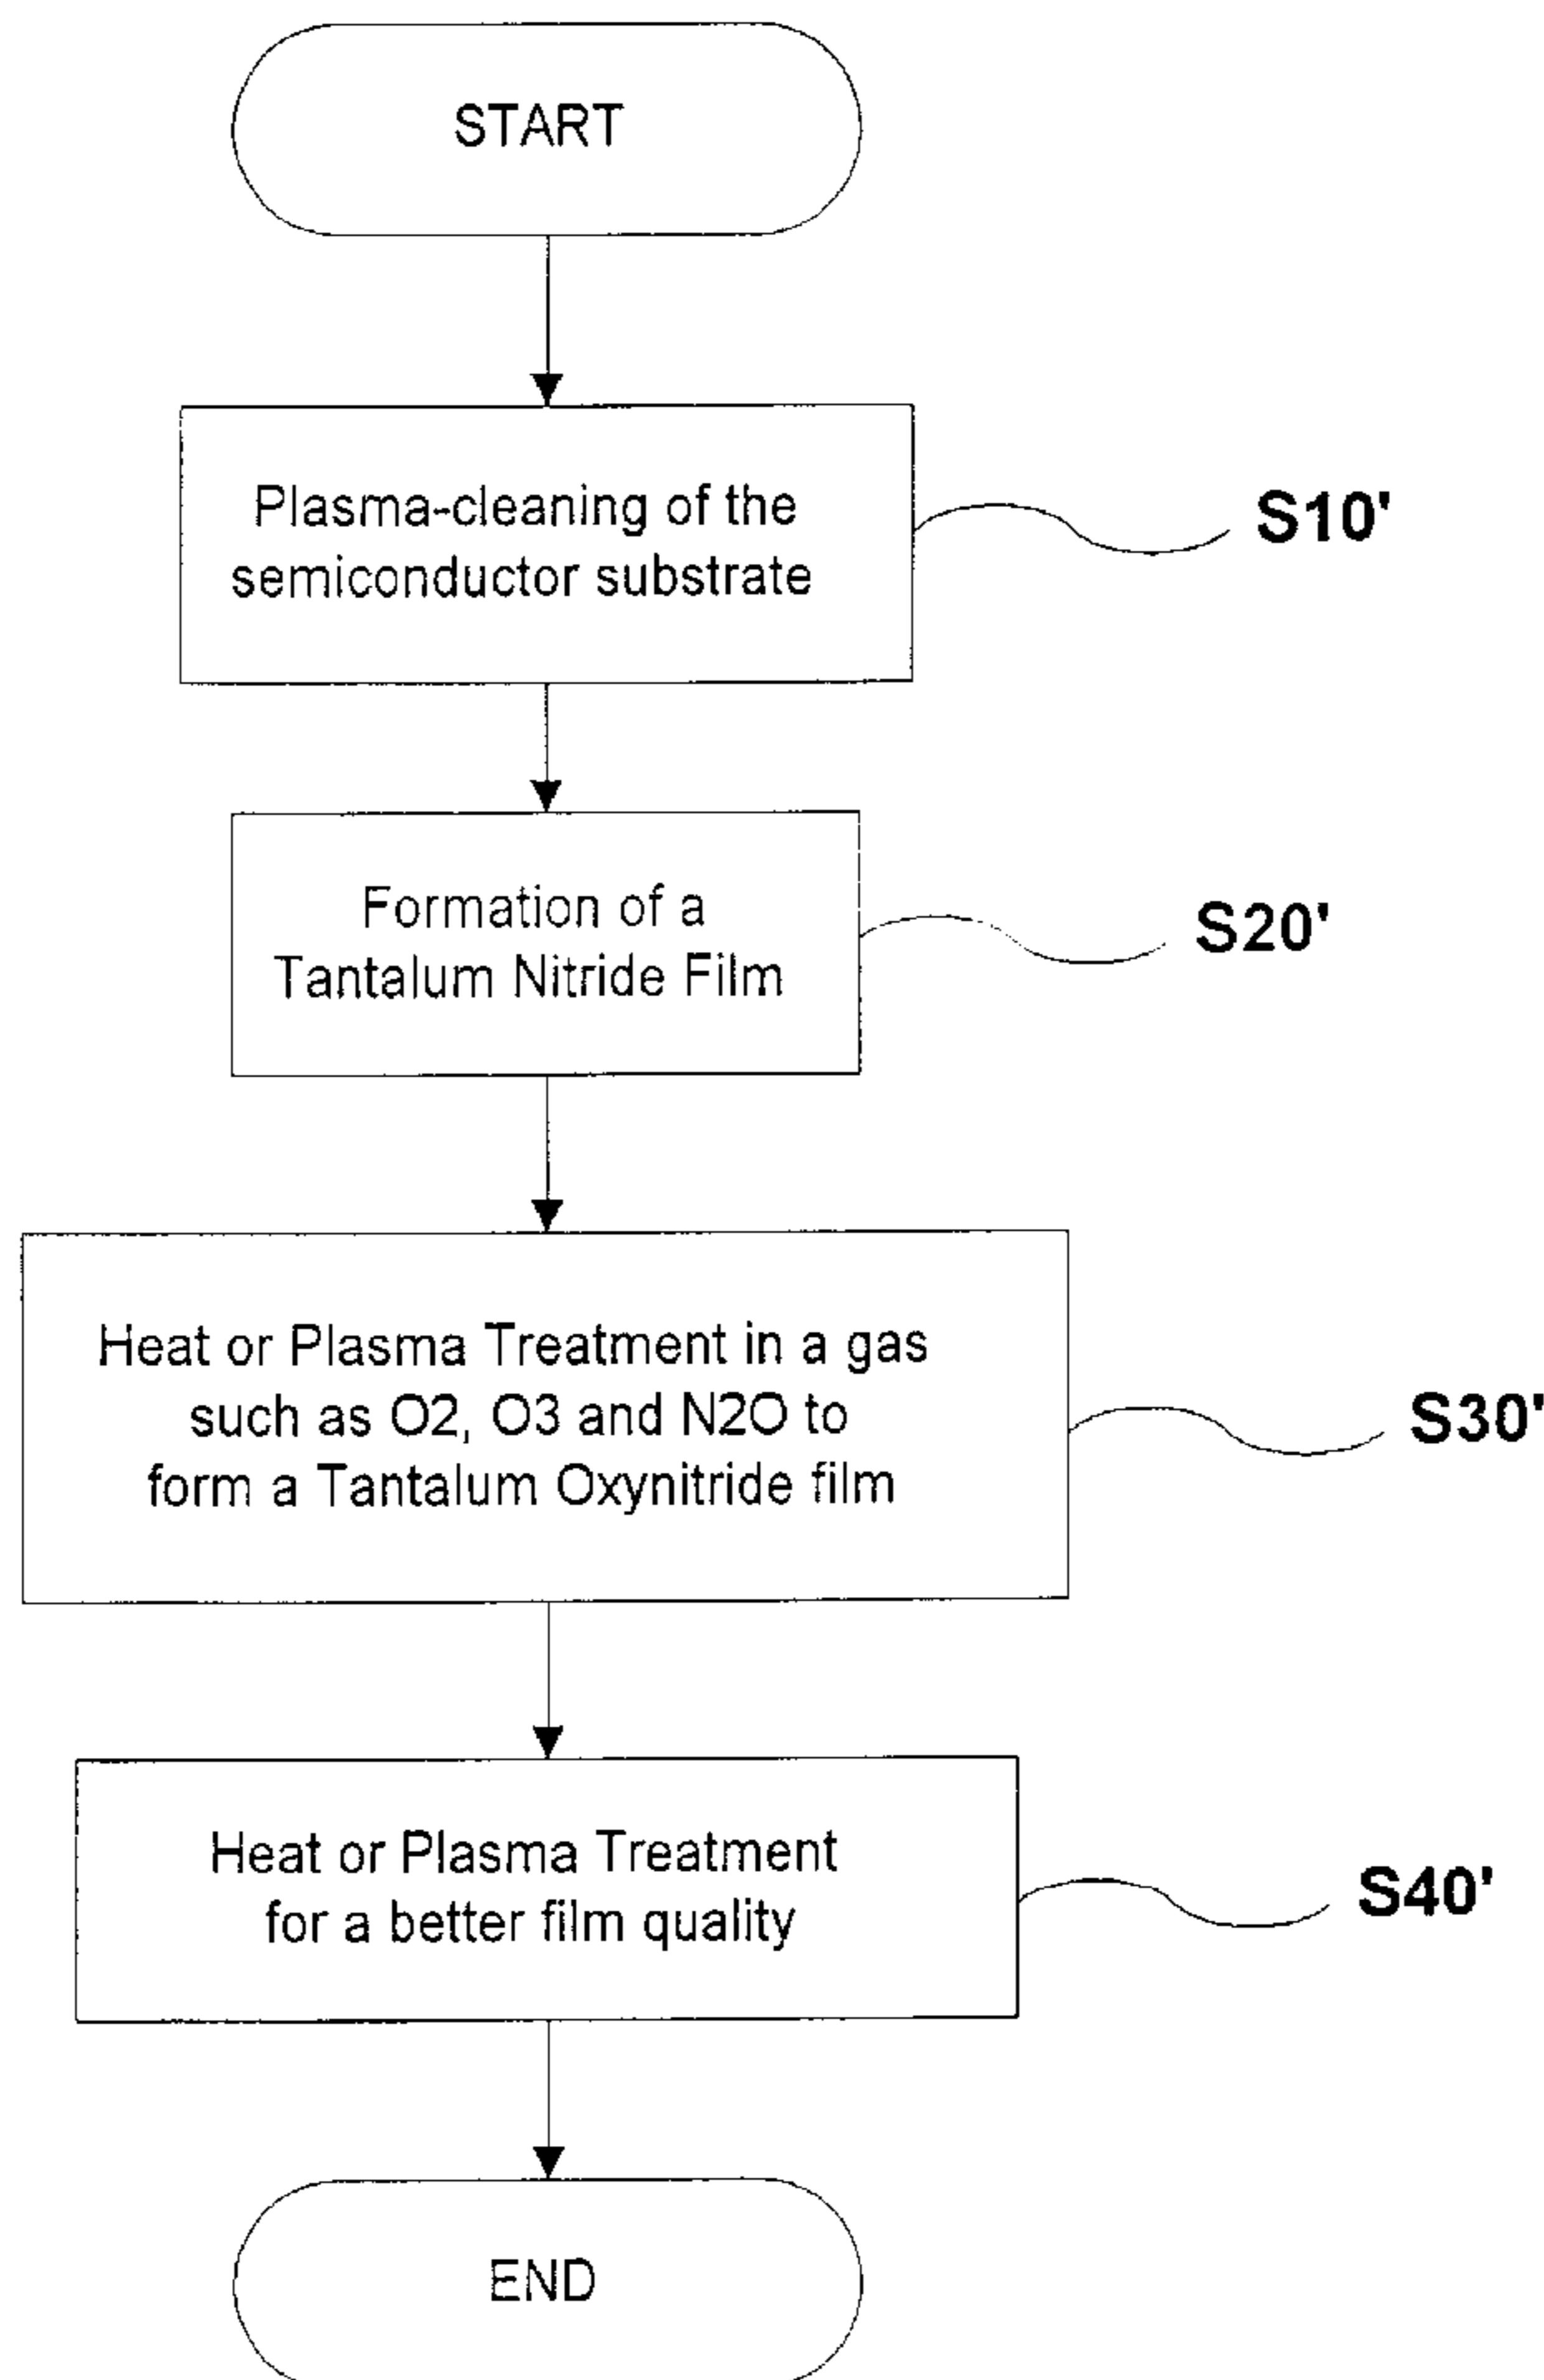 START
Plasma-cleaning of the
semiconductor substrate
S10'
Formation of a
Tantalum Nitride Film
S20'
Heat or Plasma Treatment in a gas
such as O2, O3 and N2O to
form a Tantalum Oxynitride film
S30'
Heat or Plasma Treatment
for a better film quality
S40'
END